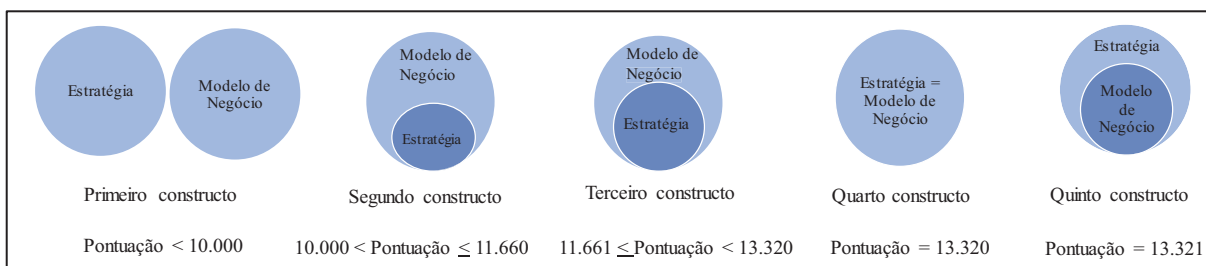 Estratégia
Modelo de
Negócio
Modelo de
Negócio
Estratégia
Modelo de
Negócio
Estratégia
Estratégia =
Modelo de
Negócio
Estratégia
Modelo
de
Negócio
Primeiro constructo
Segundo constructo
Terceiro constructo
Quarto constructo
Quinto constructo
Pontuação < 10.000
10.000 < Pontuação ≤ 11.660
11.661 ≤ Pontuação < 13.320
Pontuação = 13.320
Pontuação = 13.321